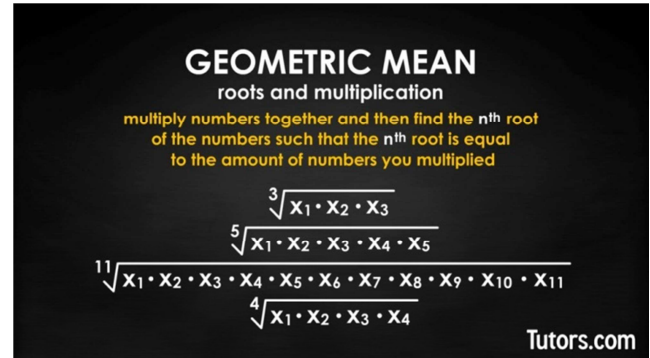 GEOMETRIC MEAN
roots and multiplication
multiply numbers together and then find the nth root
of the numbers such that the nth root is equal
to the amount of numbers you multiplied
³√X₁ • X₂ • X₃
⁵√X₁ • X₂ • X₃ • X₄ • X₅
¹¹√X₁ • X₂ • X₃ • X₄ • X₅ • X₆ • X₇ • X₈ • X₉ • X₁₀ • X₁₁
⁴√X₁ • X₂ • X₃ • X₄
Tutors.com